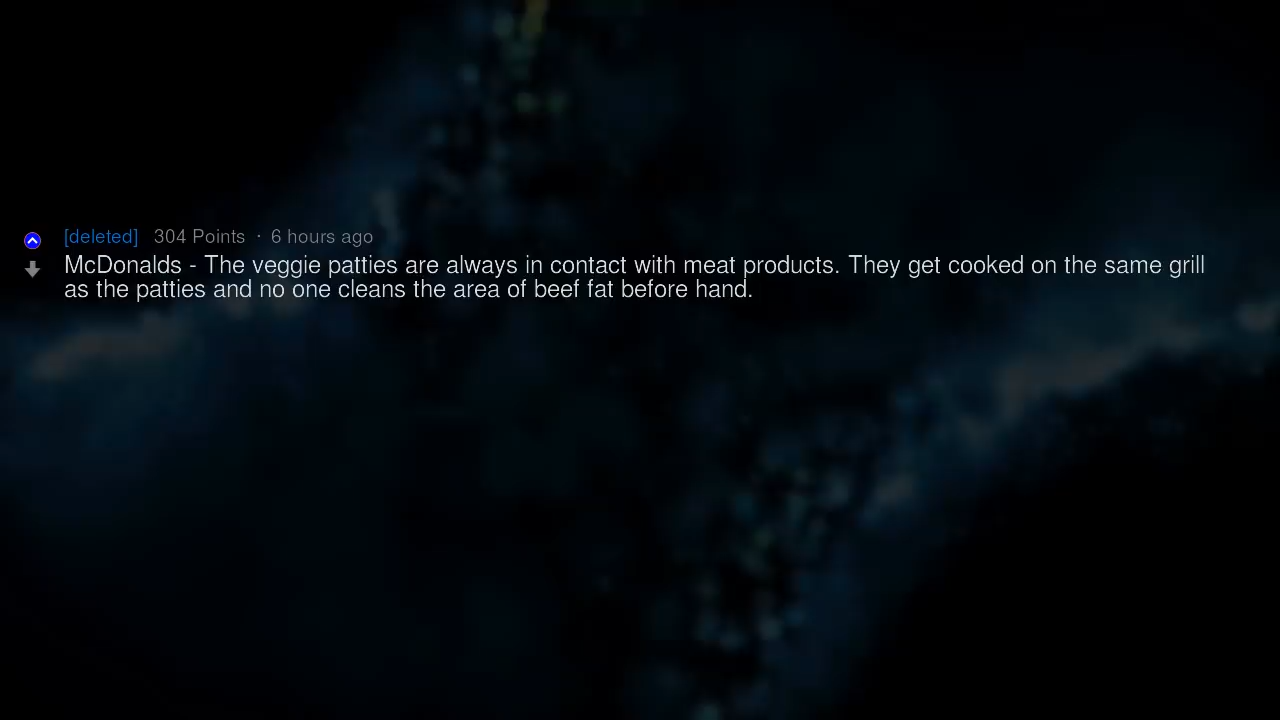 [deleted] 304 Points · 6 hours ago
McDonalds - The veggie patties are always in contact with meat products. They get cooked on the same grill
as the patties and no one cleans the area of beef fat before hand.